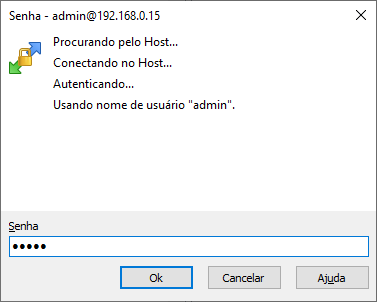 Senha - admin@192.168.0.15
Procurando pelo Host...
Conectando no Host...
Autenticando...
Usando nome de usuário "admin".
Senha
●●●●●
Ok
Cancelar
Ajuda